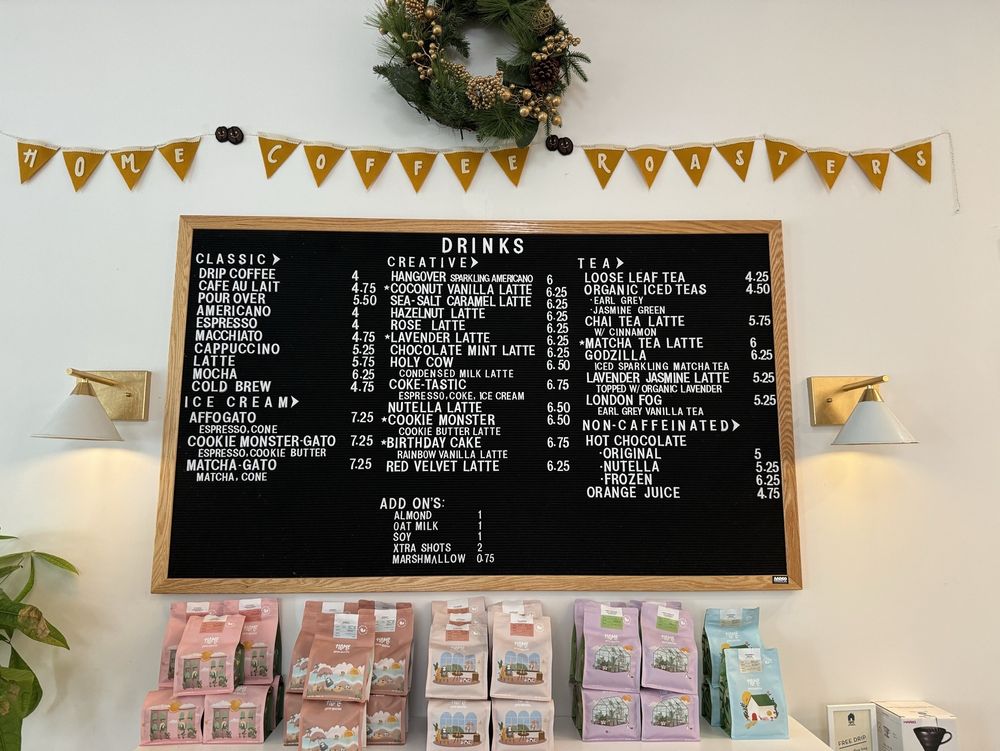 HOME COFFEE ROASTERS
DRINKS
CLASSIC
DRIP COFFEE 4
CAFE AU LAIT 4.75
POUR OVER 5.50
AMERICANO 4
ESPRESSO 4
MACCHIATO 4.75
CAPPUCCINO 5.25
LATTE 5.75
MOCHA 6.25
COLD BREW 4.75
ICE CREAM
AFFOGATO 7.25
ESPRESSO, CONE
COOKIE MONSTER-GATO 7.25
ESPRESSO, COOKIE BUTTER
MATCHA-GATO 7.25
MATCHA, CONE
CREATIVE
HANGOVER SPARKLING AMERICANO 6
*COCONUT VANILLA LATTE 6.25
SEA-SALT CARAMEL LATTE 6.25
HAZELNUT LATTE 6.25
ROSE LATTE 6.25
*LAVENDER LATTE 6.25
CHOCOLATE MINT LATTE 6.25
HOLY COW 6.50
CONDENSED MILK LATTE
COKE-TASTIC 6.75
ESPRESSO, COKE, ICE CREAM
NUTELLA LATTE 6.50
*COOKIE MONSTER 6.50
COOKIE BUTTER LATTE
*BIRTHDAY CAKE 6.75
RAINBOW VANILLA LATTE
RED VELVET LATTE 6.25
ADD ON'S:
ALMOND 1
OAT MILK 1
SOY 1
XTRA SHOTS 2
MARSHMALLOW 0.75
TEA
LOOSE LEAF TEA 4.25
ORGANIC ICED TEAS 4.50
·EARL GREY
·JASMINE GREEN
CHAI TEA LATTE 5.75
W/ CINNAMON
*MATCHA TEA LATTE 6
GODZILLA 6.25
ICED SPARKLING MATCHA TEA
LAVENDER JASMINE LATTE 5.25
TOPPED W/ ORGANIC LAVENDER
LONDON FOG 5.25
EARL GREY VANILLA TEA
NON-CAFFEINATED
HOT CHOCOLATE
·ORIGINAL 5
·NUTELLA 5.25
·FROZEN 6.25
ORANGE JUICE 4.75
HOME
HOME
HOME
HOME
HOME
HOME
FREE DRIP
HARIO